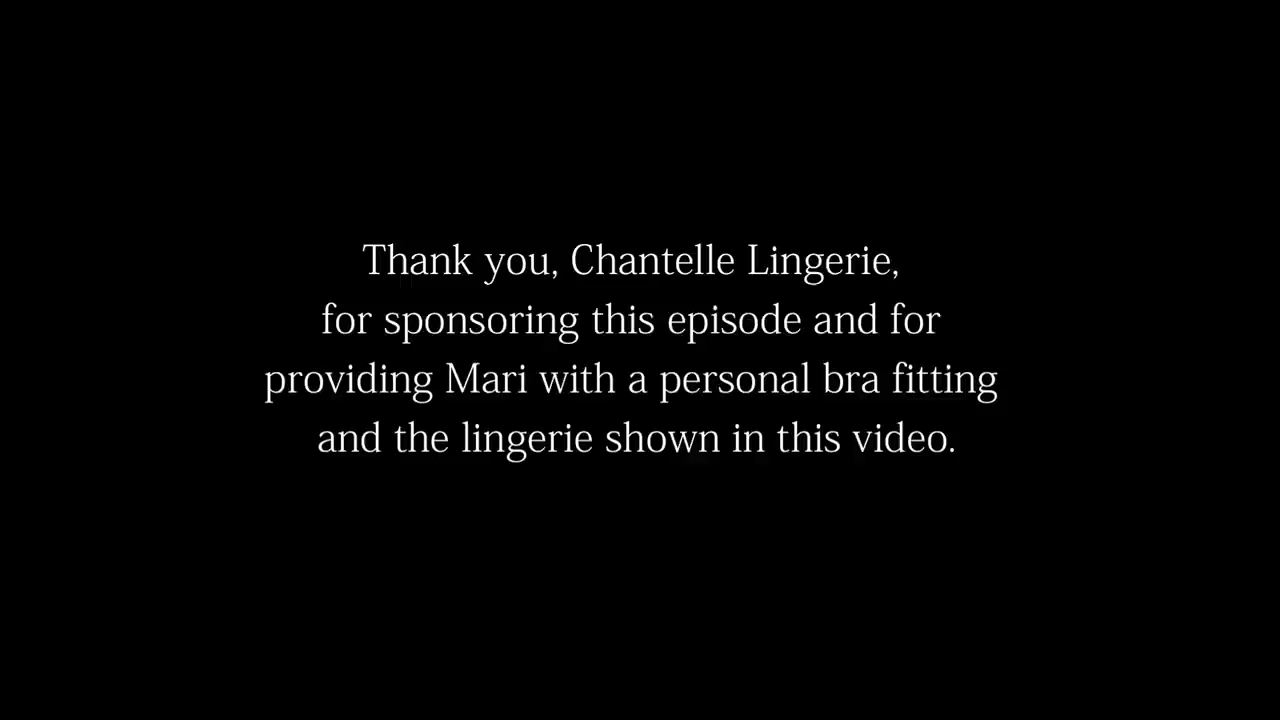 Thank you, Chantelle Lingerie,
for sponsoring this episode and for
providing Mari with a personal bra fitting
and the lingerie shown in this video.